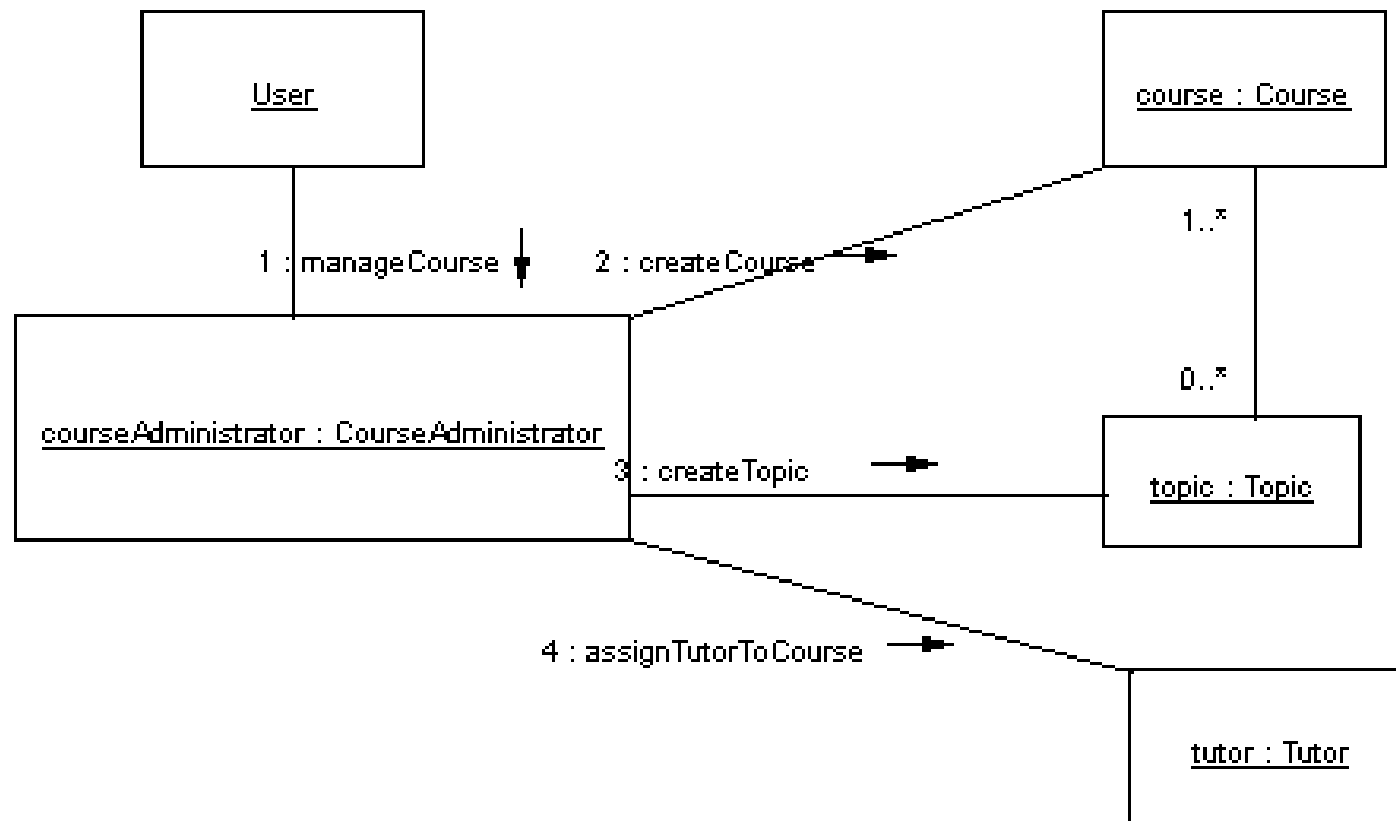 User
course : Course
1..*
1 : manageCourse
2 : createCourse
0..*
courseAdministrator : CourseAdministrator
3 : createTopic
topic : Topic
4 : assignTutorToCourse
tutor : Tutor